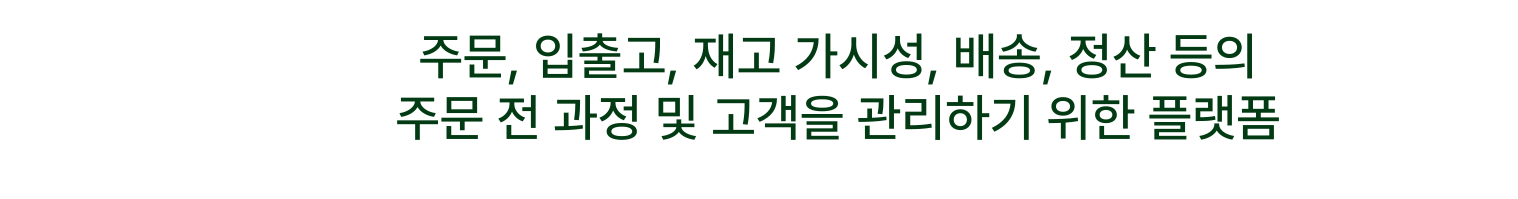 주문, 입출고, 재고 가시성, 배송, 정산 등의
주문 전 과정 및 고객을 관리하기 위한 플랫폼